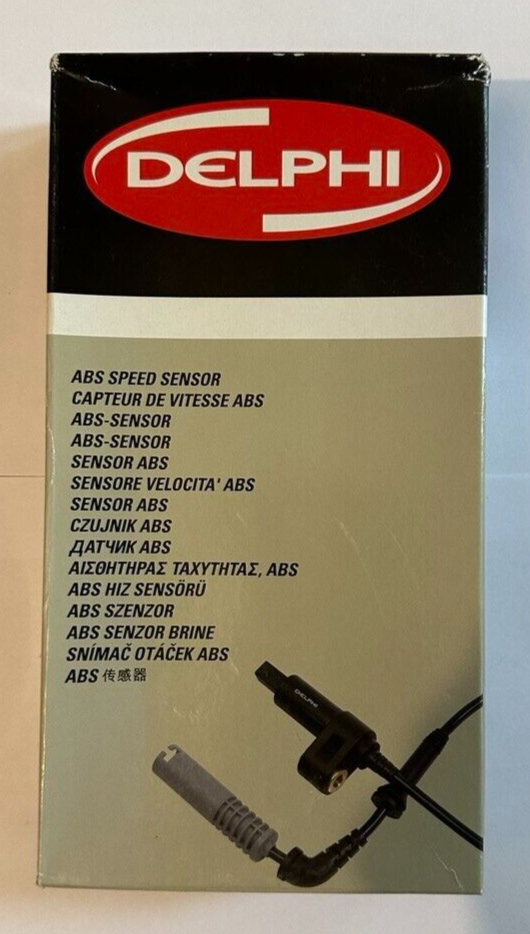 DELPHI
ABS SPEED SENSOR
CAPTEUR DE VITESSE ABS
ABS-SENSOR
ABS-SENSOR
SENSOR ABS
SENSORE VELOCITA' ABS
SENSOR ABS
CZUJNIK ABS
ДАТЧИК ABS
ΑΙΣΘΗΤΗΡΑΣ ΤΑΧΥΤΗΤΑΣ, ABS
ABS HIZ SENSÖRÜ
ABS SZENZOR
ABS SENZOR BRINE
SNÍMAČ OTÁČEK ABS
ABS 传感器
DELPHI